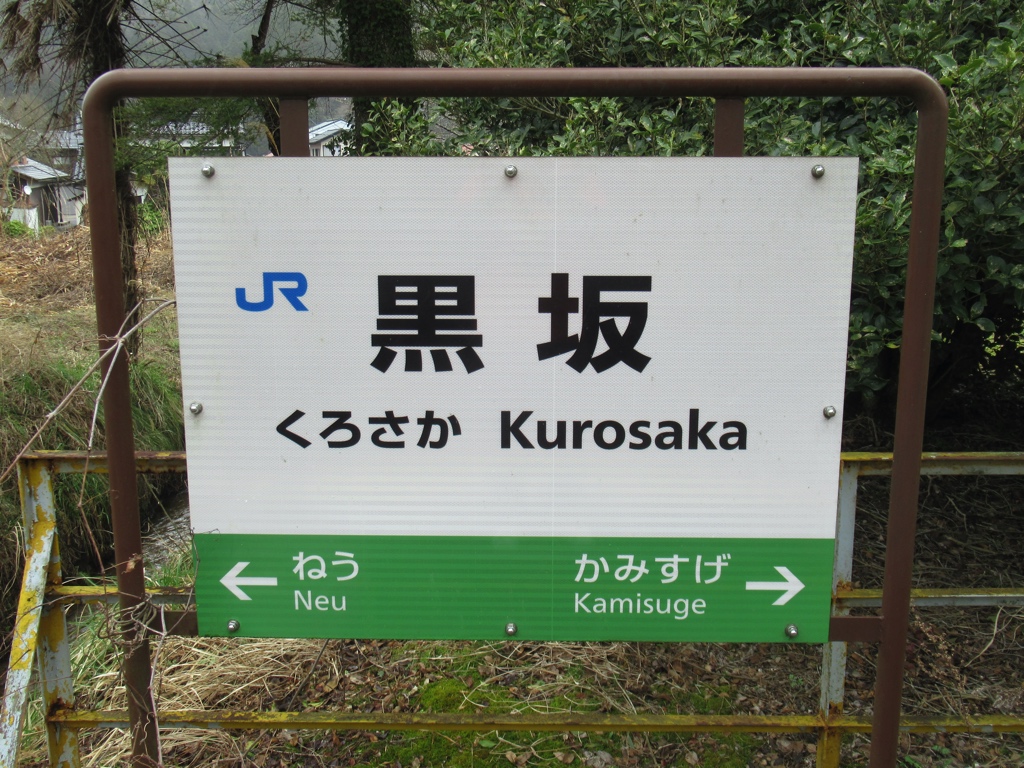 JR 黒坂
くろさか Kurosaka
← ねう かみすげ →
Neu Kamisuge